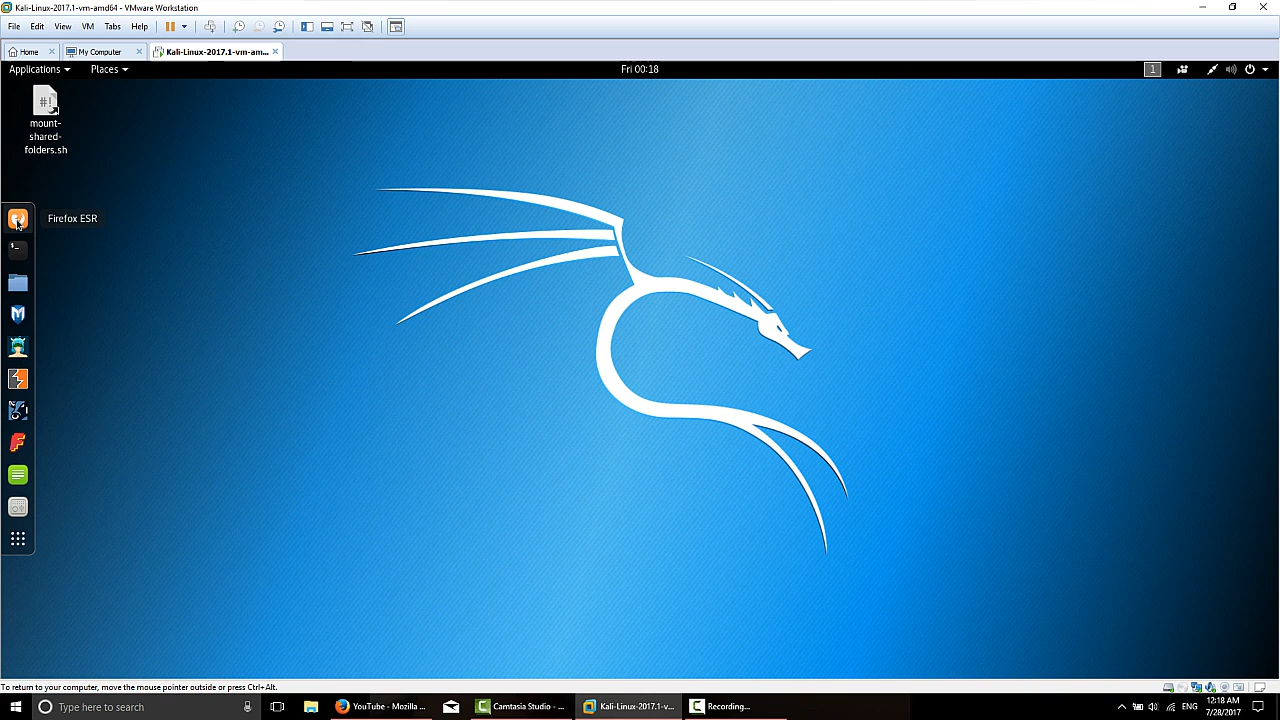 Kali-Linux-2017.1-vm-amd64 - VMware Workstation
File Edit View VM Tabs Help
Home My Computer Kali-Linux-2017.1-vm-am...
Applications Places Fri 00:18 1
#!
mount-
shared-
folders.sh
Firefox ESR
To return to your computer, move the mouse pointer outside or press Ctrl+Alt.
Type here to search YouTube - Mozilla ... Camtasia Studio - ... Kali-Linux-2017.1-v... Recording... ENG 12:18 AM
7/28/2017